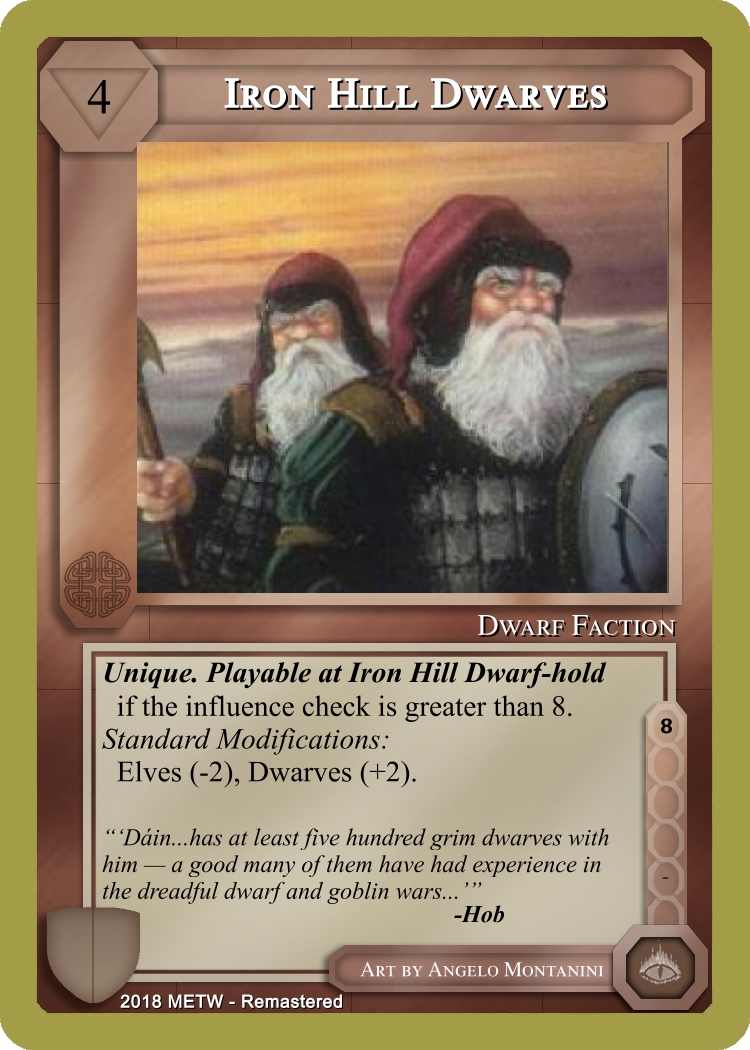 4
Iron Hill Dwarves
Dwarf Faction
Unique. Playable at Iron Hill Dwarf-hold
if the influence check is greater than 8.
Standard Modifications:
Elves (-2), Dwarves (+2).
8
“‘Dáin...has at least five hundred grim dwarves with
him — a good many of them have had experience in
the dreadful dwarf and goblin wars...’”
-
-Hob
Art by Angelo Montanini
2018 METW - Remastered